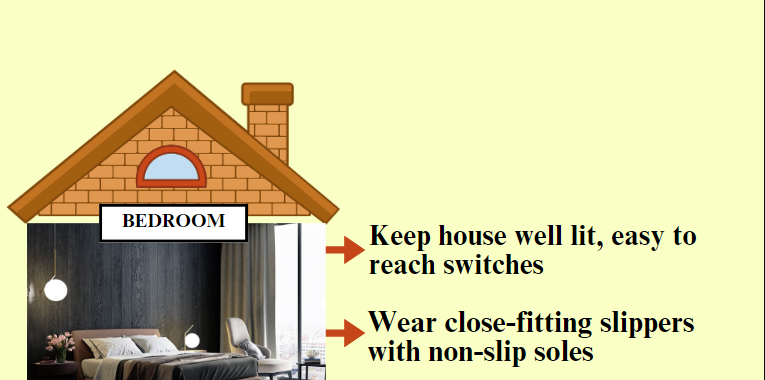 BEDROOM
Keep house well lit, easy to
reach switches
Wear close-fitting slippers
with non-slip soles